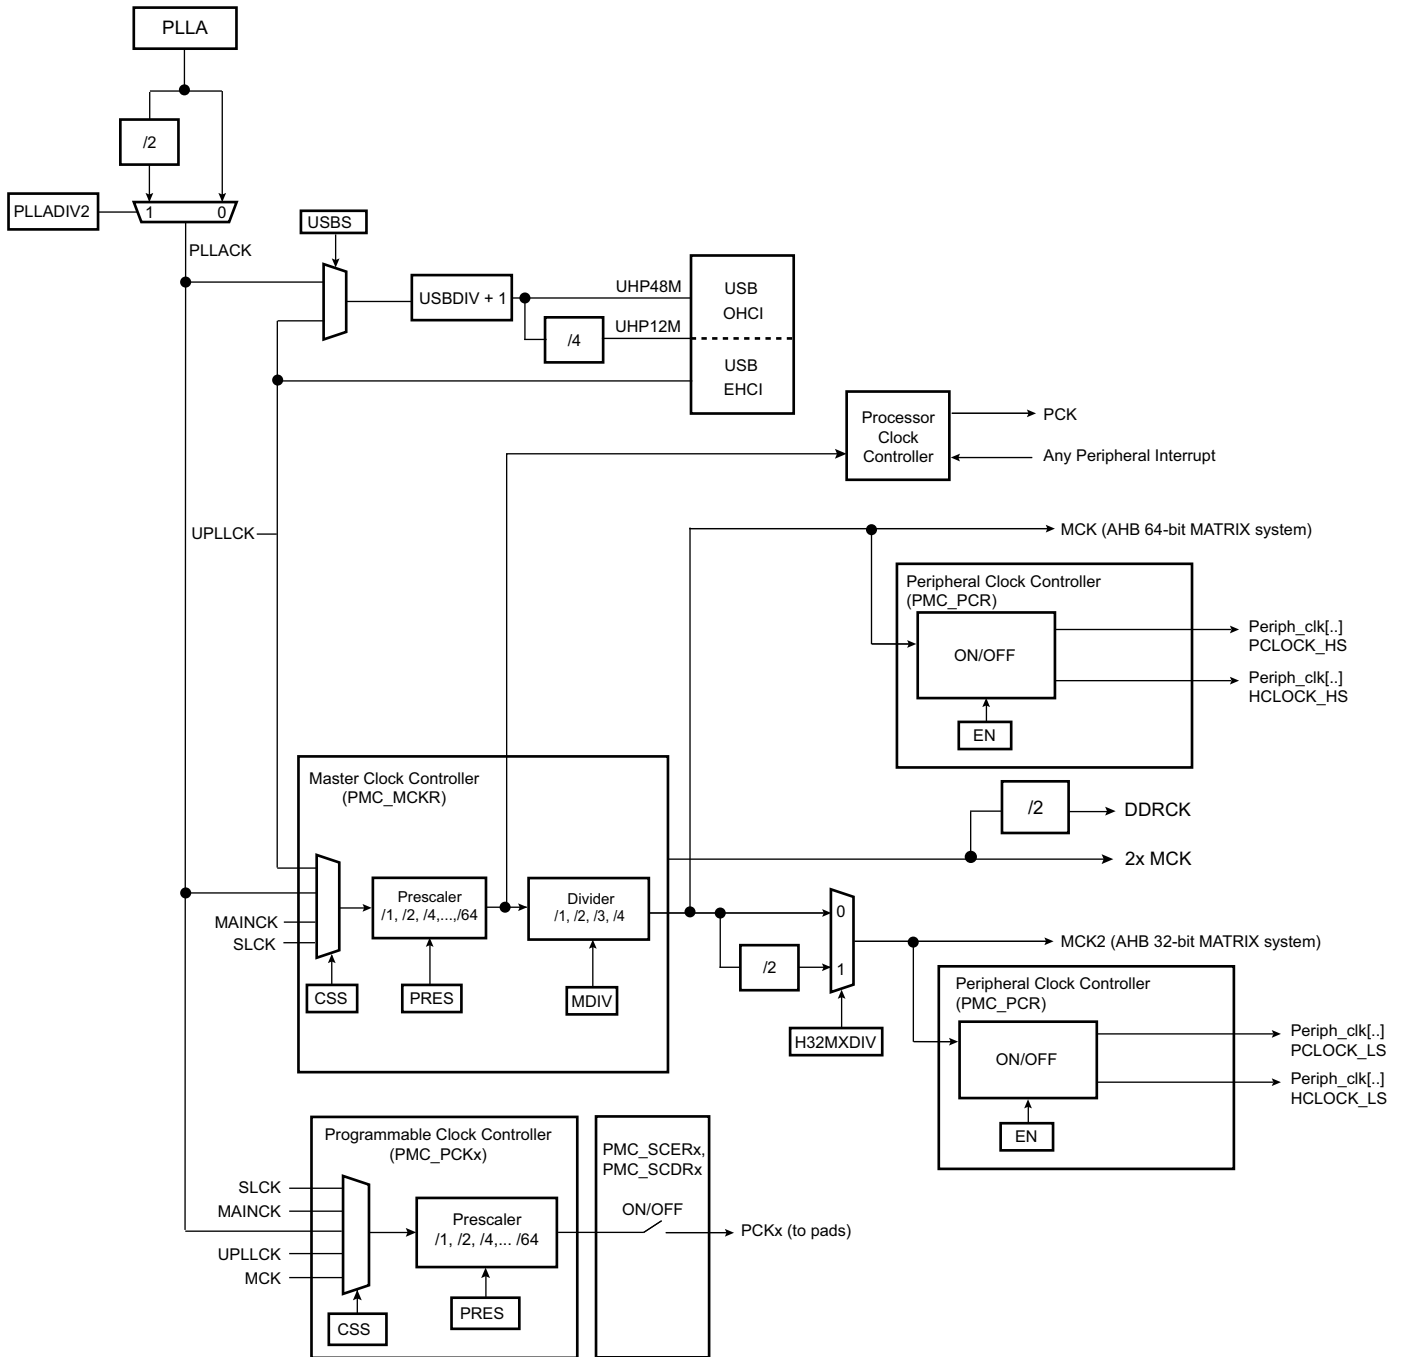 PLLA
/2
PLLADIV2
1
0
PLLACK
USBS
USBDIV + 1
UHP48M
/4
UHP12M
USB
OHCI
USB
EHCI
Processor
Clock
Controller
PCK
Any Peripheral Interrupt
UPLLCK
MCK (AHB 64-bit MATRIX system)
Peripheral Clock Controller
(PMC_PCR)
ON/OFF
EN
Periph_clk[..]
PCLOCK_HS
Periph_clk[..]
HCLOCK_HS
Master Clock Controller
(PMC_MCKR)
/2
DDRCK
2x MCK
MAINCK
SLCK
Prescaler
/1, /2, /4,...,/64
Divider
/1, /2, /3, /4
CSS
PRES
MDIV
0
/2
1
H32MXDIV
MCK2 (AHB 32-bit MATRIX system)
Peripheral Clock Controller
(PMC_PCR)
ON/OFF
EN
Periph_clk[..]
PCLOCK_LS
Periph_clk[..]
HCLOCK_LS
Programmable Clock Controller
(PMC_PCKx)
SLCK
MAINCK
UPLLCK
MCK
Prescaler
/1, /2, /4,... /64
CSS
PRES
PMC_SCERx,
PMC_SCDRx
ON/OFF
PCKx (to pads)